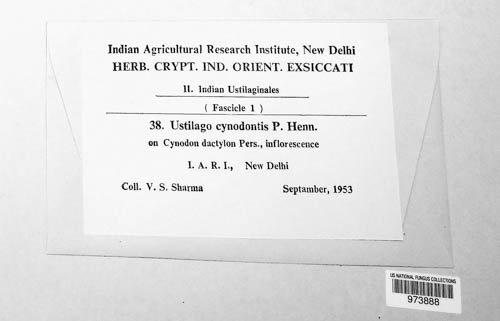 Indian Agricultural Research Institute, New Delhi
HERB. CRYPT. IND. ORIENT. EXSICCATI
II. Indian Ustilaginales
( Fascicle 1 )
38. Ustilago cynodontis P. Henn.
on Cynodon dactylon Pers., inflorescence
I. A. R. I., New Delhi
Coll. V. S. Sharma September, 1953
US NATIONAL FUNGUS COLLECTIONS
973888